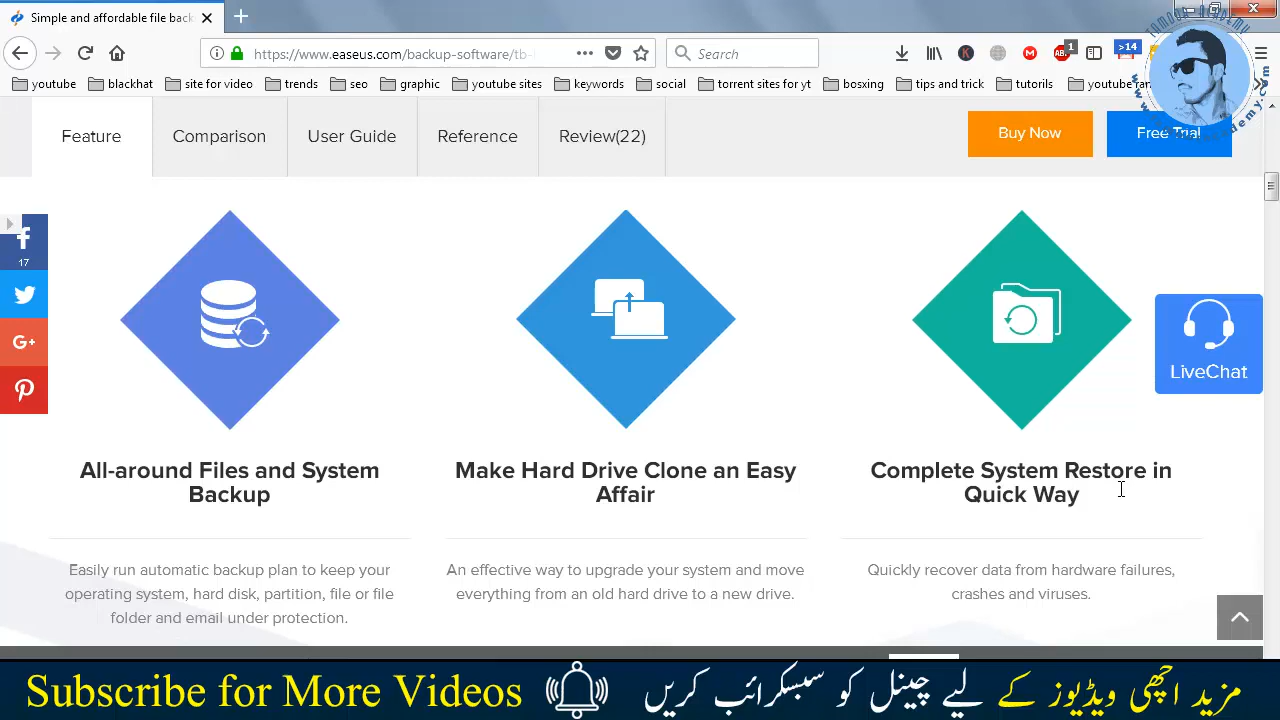 Simple and affordable file back
https://www.easeus.com/backup-software/tb-
Search
1
>14
youtube
blackhat
site for video
trends
seo
graphic
youtube sites
keywords
social
torrent sites for yt
boxsing
tips and trick
tutorils
youtube ran
Feature
Comparison
User Guide
Reference
Review(22)
Buy Now
Free Trial
17
G+
LiveChat
All-around Files and System
Backup
Make Hard Drive Clone an Easy
Affair
Complete System Restore in
Quick Way
Easily run automatic backup plan to keep your
operating system, hard disk, partition, file or file
folder and email under protection.
An effective way to upgrade your system and move
everything from an old hard drive to a new drive.
Quickly recover data from hardware failures,
crashes and viruses.
Subscribe for More Videos
مزید اچھی ویڈیوز کے لیے چینل کو سبسکرائب کریں